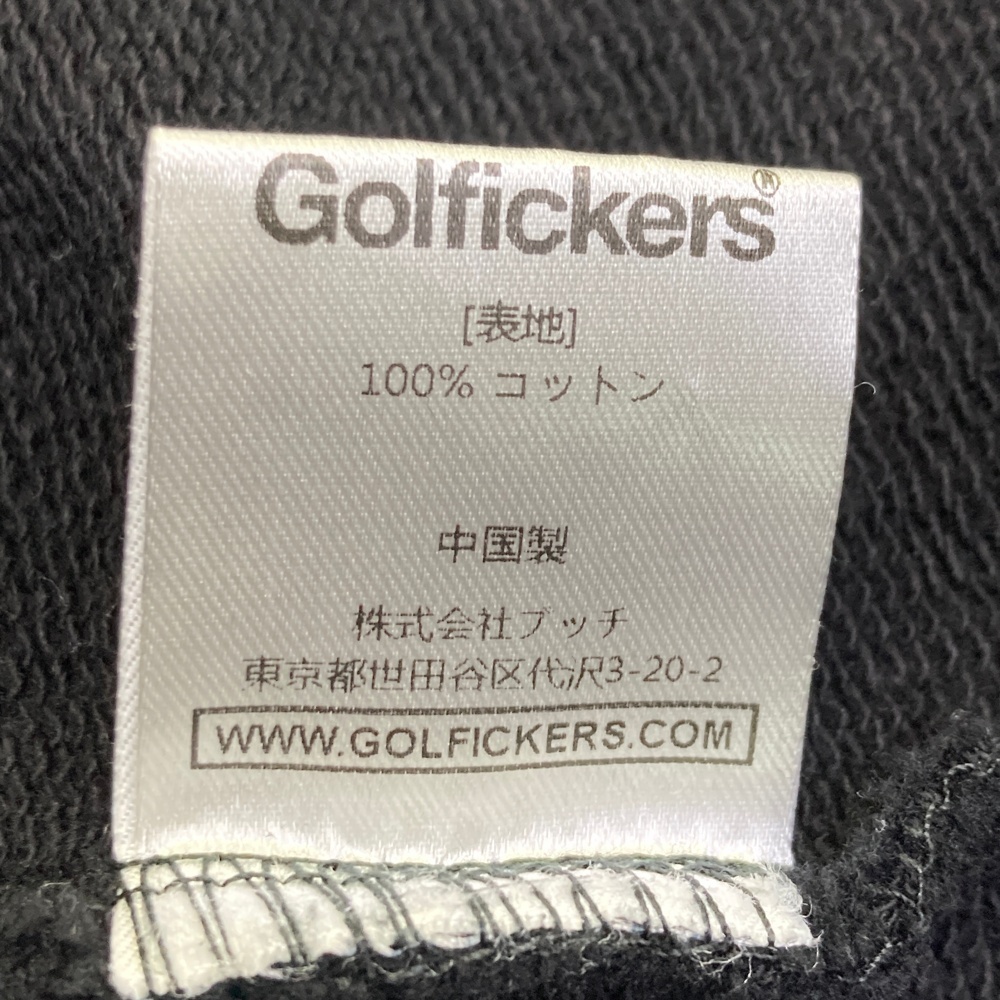 Golfickers®
[表地]
100% コットン
中国製
株式会社ブッチ
東京都世田谷区代沢3-20-2
WWW.GOLFICKERS.COM